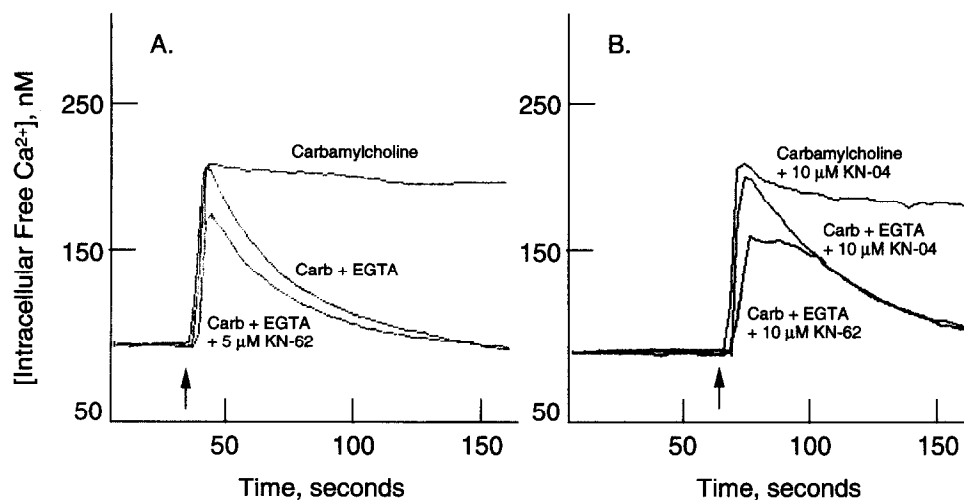 A.
[Intracellular Free Ca²⁺], nM
250
150
50
Carbamylcholine
Carb + EGTA
Carb + EGTA
+ 5 µM KN-62
50
100
150
Time, seconds
B.
250
150
50
Carbamylcholine
+ 10 µM KN-04
Carb + EGTA
+ 10 µM KN-04
Carb + EGTA
+ 10 µM KN-62
50
100
150
Time, seconds